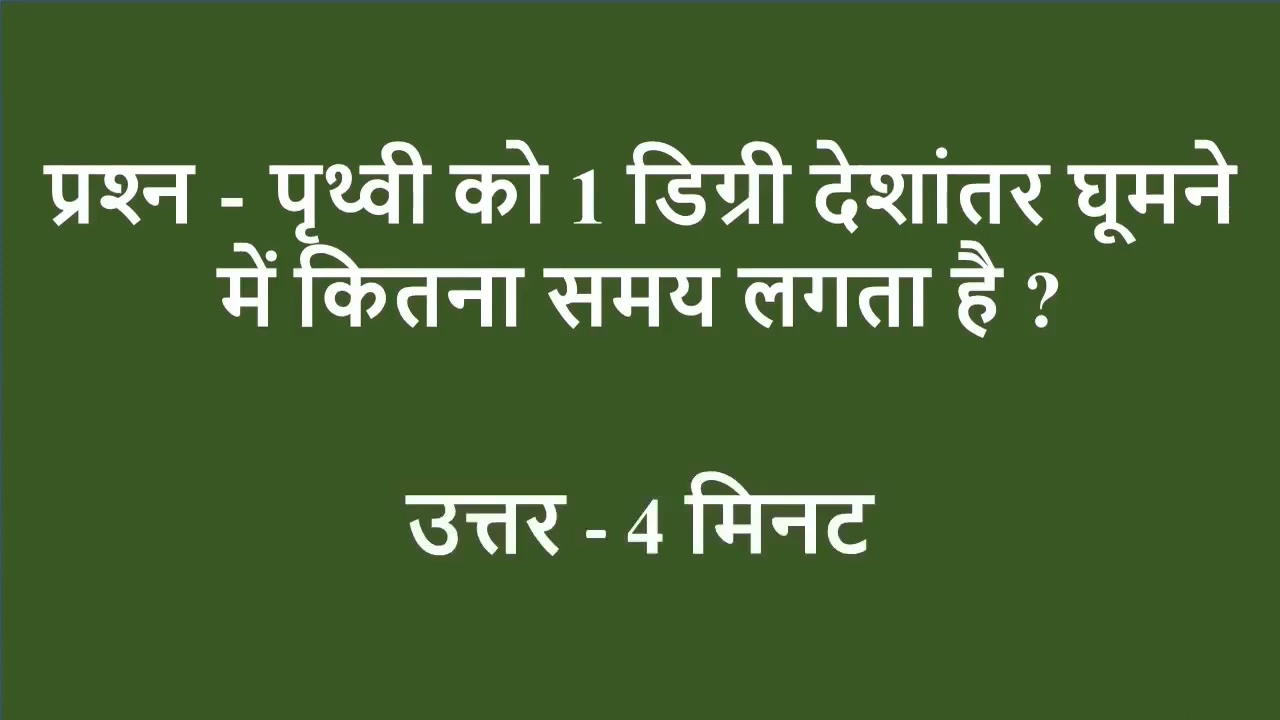 प्रश्न - पृथ्वी को 1 डिग्री देशांतर घूमने
में कितना समय लगता है ?
उत्तर - 4 मिनट